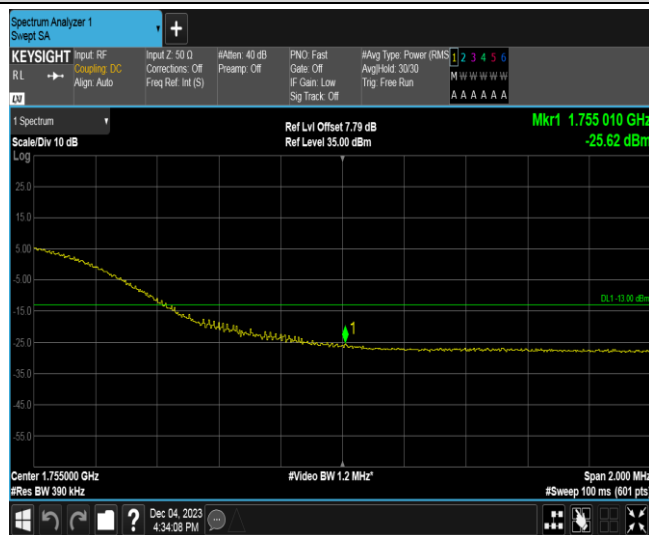 Spectrum Analyzer 1
Swept SA
KEYSIGHT
RL
LXI
Input: RF
Coupling: DC
Align: Auto
Input Z: 50 Ω
Corrections: Off
Freq Ref: Int (S)
#Atten: 40 dB
Preamp: Off
PNO: Fast
Gate: Off
IF Gain: Low
Sig Track: Off
#Avg Type: Power (RMS
Avg|Hold: 30/30
Trig: Free Run
1 2 3 4 5 6
M W W W W W
A A A A A A
1 Spectrum
Scale/Div 10 dB
Log
Ref Lvl Offset 7.79 dB
Ref Level 35.00 dBm
Mkr1 1.755 010 GHz
-25.62 dBm
25.0
15.0
5.00
-5.00
DL1 -13.00 dBm
-15.0
1
-25.0
-35.0
-45.0
-55.0
Center 1.755000 GHz
#Video BW 1.2 MHz*
Span 2.000 MHz
#Res BW 390 kHz
#Sweep 100 ms (601 pts)
?
Dec 04, 2023
4:34:08 PM